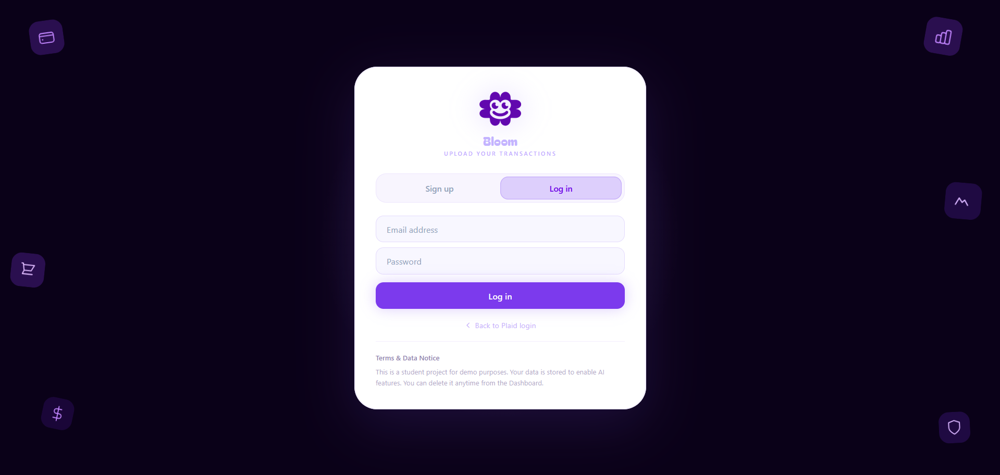 Bloom
UPLOAD YOUR TRANSACTIONS
Sign up
Log in
Email address
Password
Log in
Back to Plaid login
Terms & Data Notice
This is a student project for demo purposes. Your data is stored to enable AI
features. You can delete it anytime from the Dashboard.